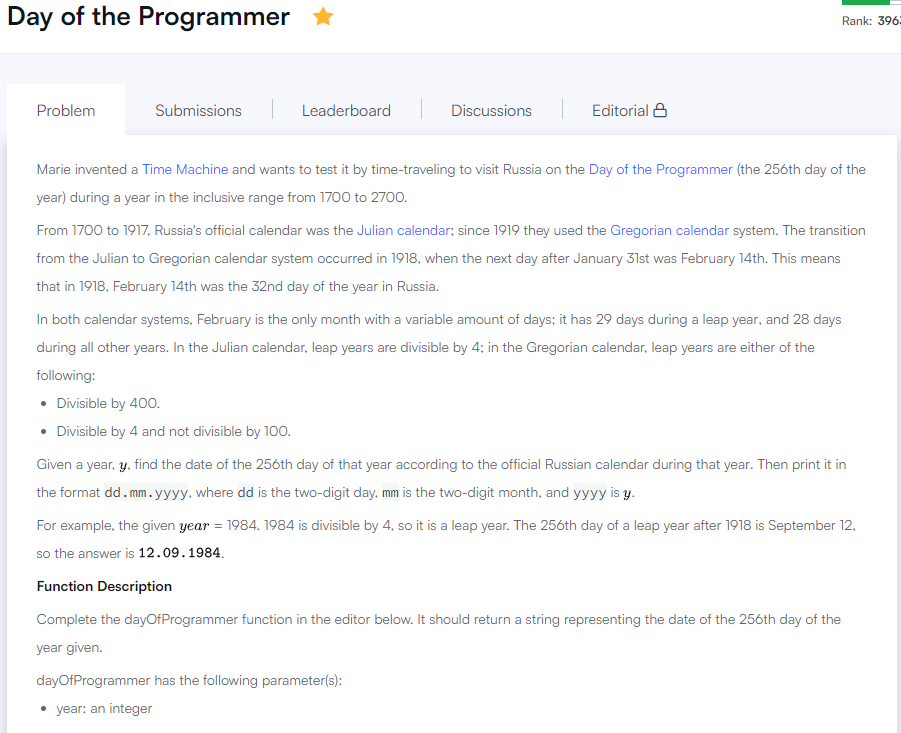 Day of the Programmer
Rank: 396
Problem
Submissions
Leaderboard
Discussions
Editorial
Marie invented a Time Machine and wants to test it by time-traveling to visit Russia on the Day of the Programmer (the 256th day of the
year) during a year in the inclusive range from 1700 to 2700.
From 1700 to 1917, Russia's official calendar was the Julian calendar; since 1919 they used the Gregorian calendar system. The transition
from the Julian to Gregorian calendar system occurred in 1918, when the next day after January 31st was February 14th. This means
that in 1918, February 14th was the 32nd day of the year in Russia.
In both calendar systems, February is the only month with a variable amount of days; it has 29 days during a leap year, and 28 days
during all other years. In the Julian calendar, leap years are divisible by 4; in the Gregorian calendar, leap years are either of the
following:
• Divisible by 400.
• Divisible by 4 and not divisible by 100.
Given a year, y, find the date of the 256th day of that year according to the official Russian calendar during that year. Then print it in
the format dd.mm.yyyy, where dd is the two-digit day, mm is the two-digit month, and yyyy is y.
For example, the given year = 1984. 1984 is divisible by 4, so it is a leap year. The 256th day of a leap year after 1918 is September 12,
so the answer is 12.09.1984.
Function Description
Complete the dayOfProgrammer function in the editor below. It should return a string representing the date of the 256th day of the
year given.
dayOfProgrammer has the following parameter(s):
• year: an integer